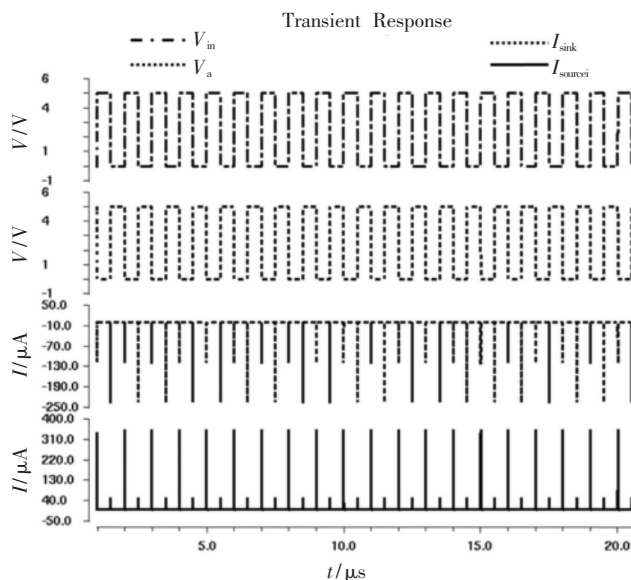 Transient Response
V_in
V_a
I_sink
I_sourcei
V/V
6
4
1
-1
V/V
6
4
1
-1
I/μA
50.0
-10.0
-70.0
-130.0
-190.0
-250.0
I/μA
400.0
310.0
220.0
130.0
40.0
-50.0
5.0 10.0 15.0 20.0
t/μs